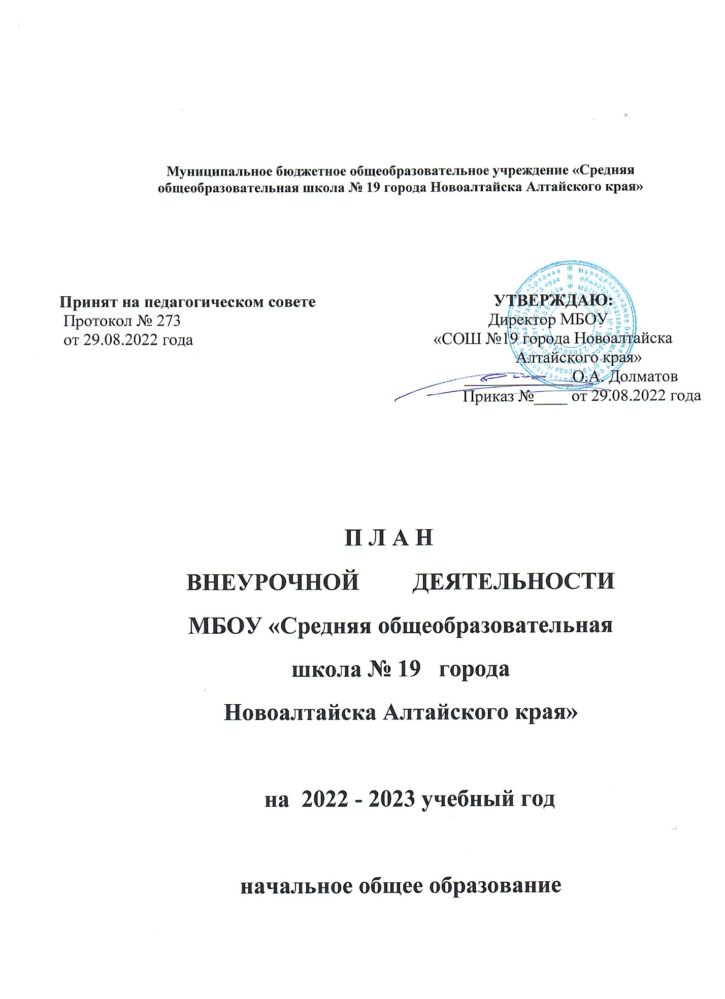 Муниципальное бюджетное общеобразовательное учреждение «Средняя
общеобразовательная школа № 19 города Новоалтайска Алтайского края»
Принят на педагогическом совете
Протокол № 273
от 29.08.2022 года
УТВЕРЖДАЮ:
Директор МБОУ
«СОШ №19 города Новоалтайска
Алтайского края»
_____________О.А. Долматов
Приказ №____ от 29.08.2022 года
П Л А Н
ВНЕУРОЧНОЙ ДЕЯТЕЛЬНОСТИ
МБОУ «Средняя общеобразовательная
школа № 19 города
Новоалтайска Алтайского края»
на 2022 - 2023 учебный год
начальное общее образование